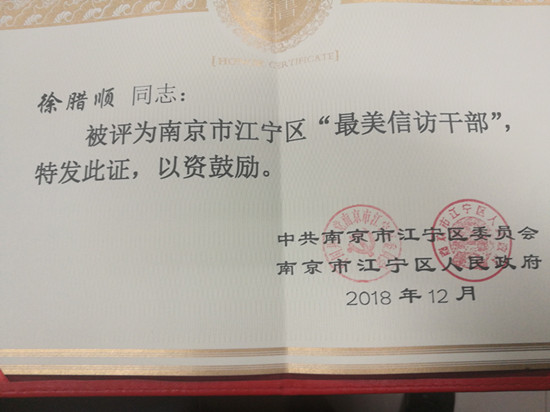 [HONOUR CERTIFICATE]
徐腊顺 同志：
被评为南京市江宁区“最美信访干部”，
特发此证，以资鼓励。
中共南京市江宁区委员会
南京市江宁区人民政府
2018 年 12 月